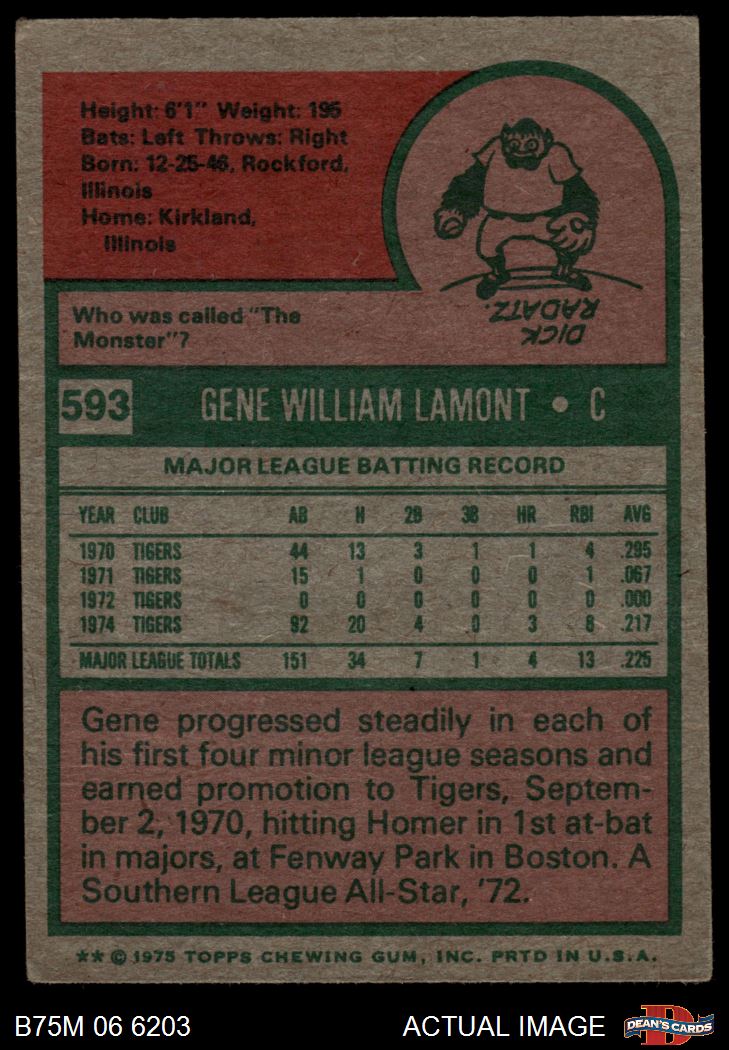 Height: 6'1" Weight: 195
Bats: Left Throws: Right
Born: 12-25-46, Rockford,
Illinois
Home: Kirkland,
Illinois
Who was called "The
Monster"?
DICK
RADATZ.
593 GENE WILLIAM LAMONT • C
MAJOR LEAGUE BATTING RECORD
YEAR CLUB AB H 2B 3B HR RBI AVG
1970 TIGERS 44 13 3 1 1 4 .295
1971 TIGERS 15 1 0 0 0 1 .067
1972 TIGERS 0 0 0 0 0 0 .000
1974 TIGERS 92 20 4 0 3 8 .217
MAJOR LEAGUE TOTALS 151 34 7 1 4 13 .225
Gene progressed steadily in each of
his first four minor league seasons and
earned promotion to Tigers, Septem-
ber 2, 1970, hitting Homer in 1st at-bat
in majors, at Fenway Park in Boston. A
Southern League All-Star, '72.
** © 1975 TOPPS CHEWING GUM, INC. PRTD IN U.S.A.
B75M 06 6203 ACTUAL IMAGE DEAN'S CARDS